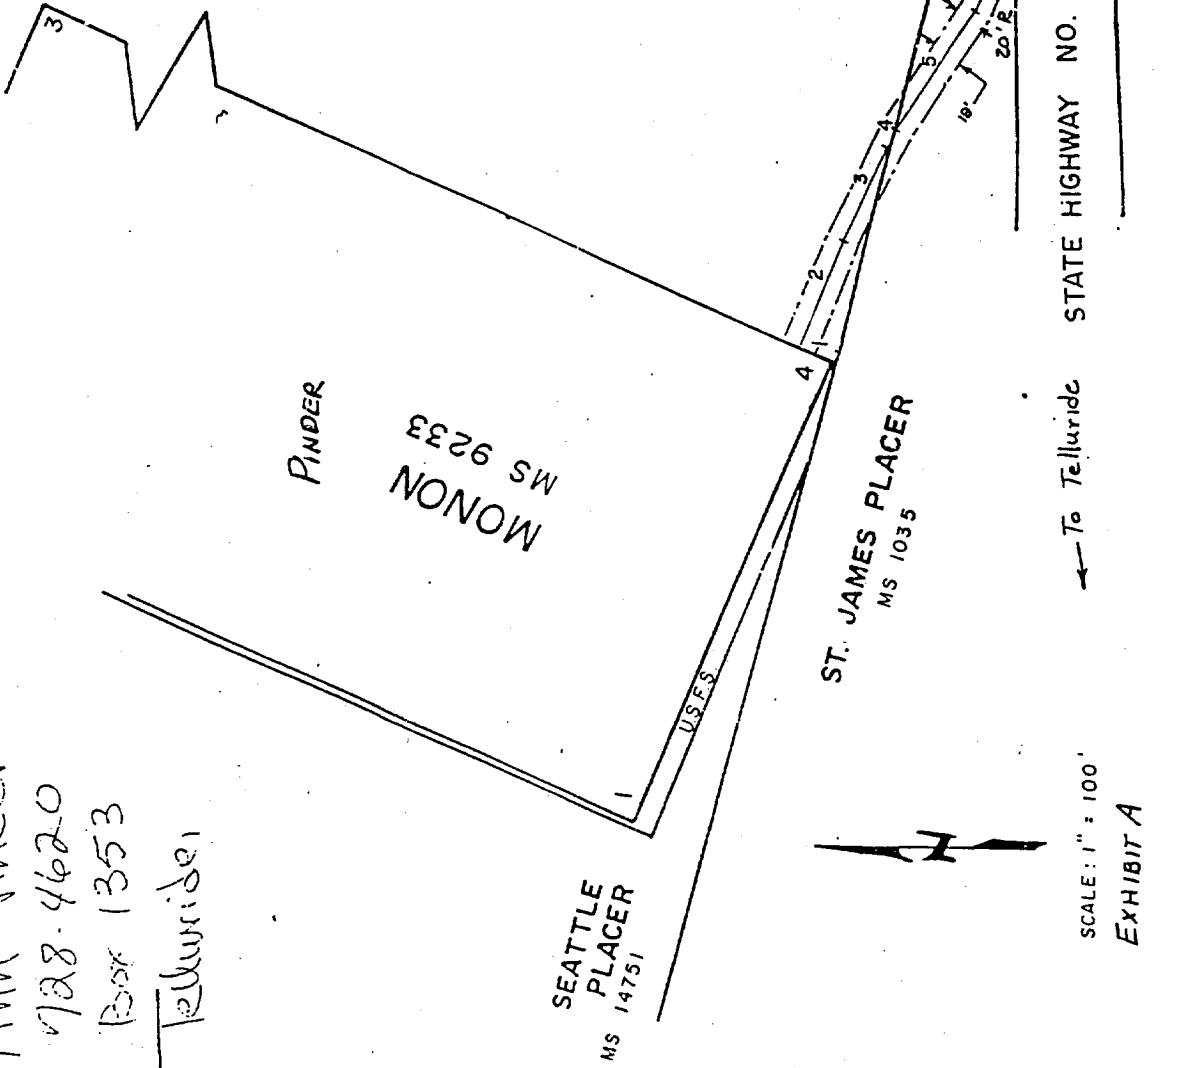 728-4620
Box 1353
Telluride,
PINDER
MONON
MS 9233
3
3
4
1
1
2
3
4
5
18'
20' R
STATE HIGHWAY NO.
← To Telluride
ST. JAMES PLACER
MS 1035
U.S.F.S.
SEATTLE
PLACER
MS 14751
N
SCALE: 1" = 100'
EXHIBIT A